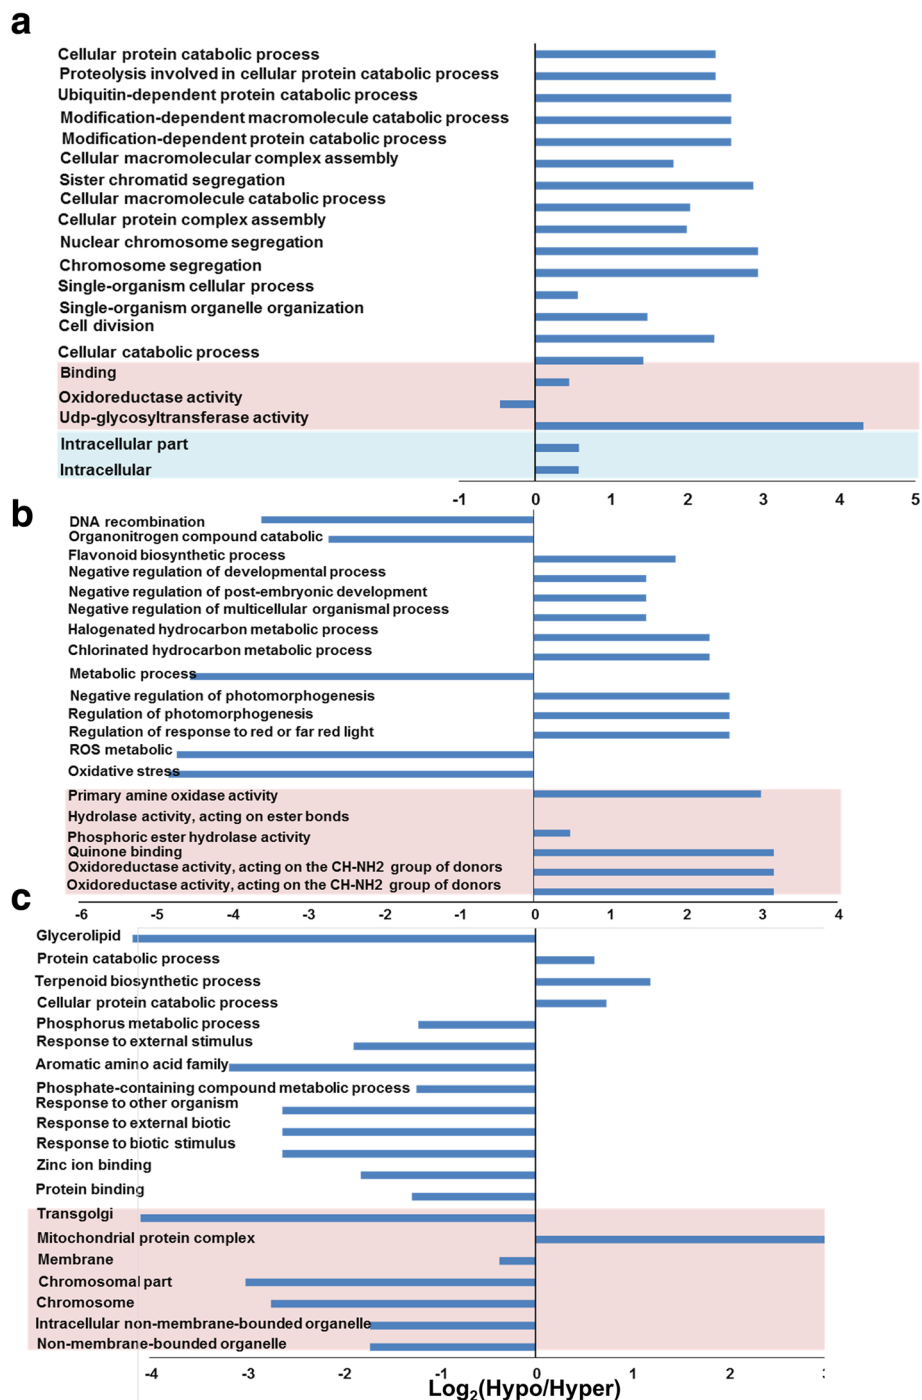 a
Cellular protein catabolic process
Proteolysis involved in cellular protein catabolic process
Ubiquitin-dependent protein catabolic process
Modification-dependent macromolecule catabolic process
Modification-dependent protein catabolic process
Cellular macromolecular complex assembly
Sister chromatid segregation
Cellular macromolecule catabolic process
Cellular protein complex assembly
Nuclear chromosome segregation
Chromosome segregation
Single-organism cellular process
Single-organism organelle organization
Cell division
Cellular catabolic process
Binding
Oxidoreductase activity
Udp-glycosyltransferase activity
Intracellular part
Intracellular
-1 0 1 2 3 4 5
b
DNA recombination
Organonitrogen compound catabolic
Flavonoid biosynthetic process
Negative regulation of developmental process
Negative regulation of post-embryonic development
Negative regulation of multicellular organismal process
Halogenated hydrocarbon metabolic process
Chlorinated hydrocarbon metabolic process
Metabolic process
Negative regulation of photomorphogenesis
Regulation of photomorphogenesis
Regulation of response to red or far red light
ROS metabolic
Oxidative stress
Primary amine oxidase activity
Hydrolase activity, acting on ester bonds
Phosphoric ester hydrolase activity
Quinone binding
Oxidoreductase activity, acting on the CH-NH2 group of donors
Oxidoreductase activity, acting on the CH-NH2 group of donors
-6 -5 -4 -3 -2 -1 0 1 2 3 4
c
Glycerolipid
Protein catabolic process
Terpenoid biosynthetic process
Cellular protein catabolic process
Phosphorus metabolic process
Response to external stimulus
Aromatic amino acid family
Phosphate-containing compound metabolic process
Response to other organism
Response to external biotic
Response to biotic stimulus
Zinc ion binding
Protein binding
Transgolgi
Mitochondrial protein complex
Membrane
Chromosomal part
Chromosome
Intracellular non-membrane-bounded organelle
Non-membrane-bounded organelle
-4 -3 -2 -1 0 1 2
Log₂(Hypo/Hyper)